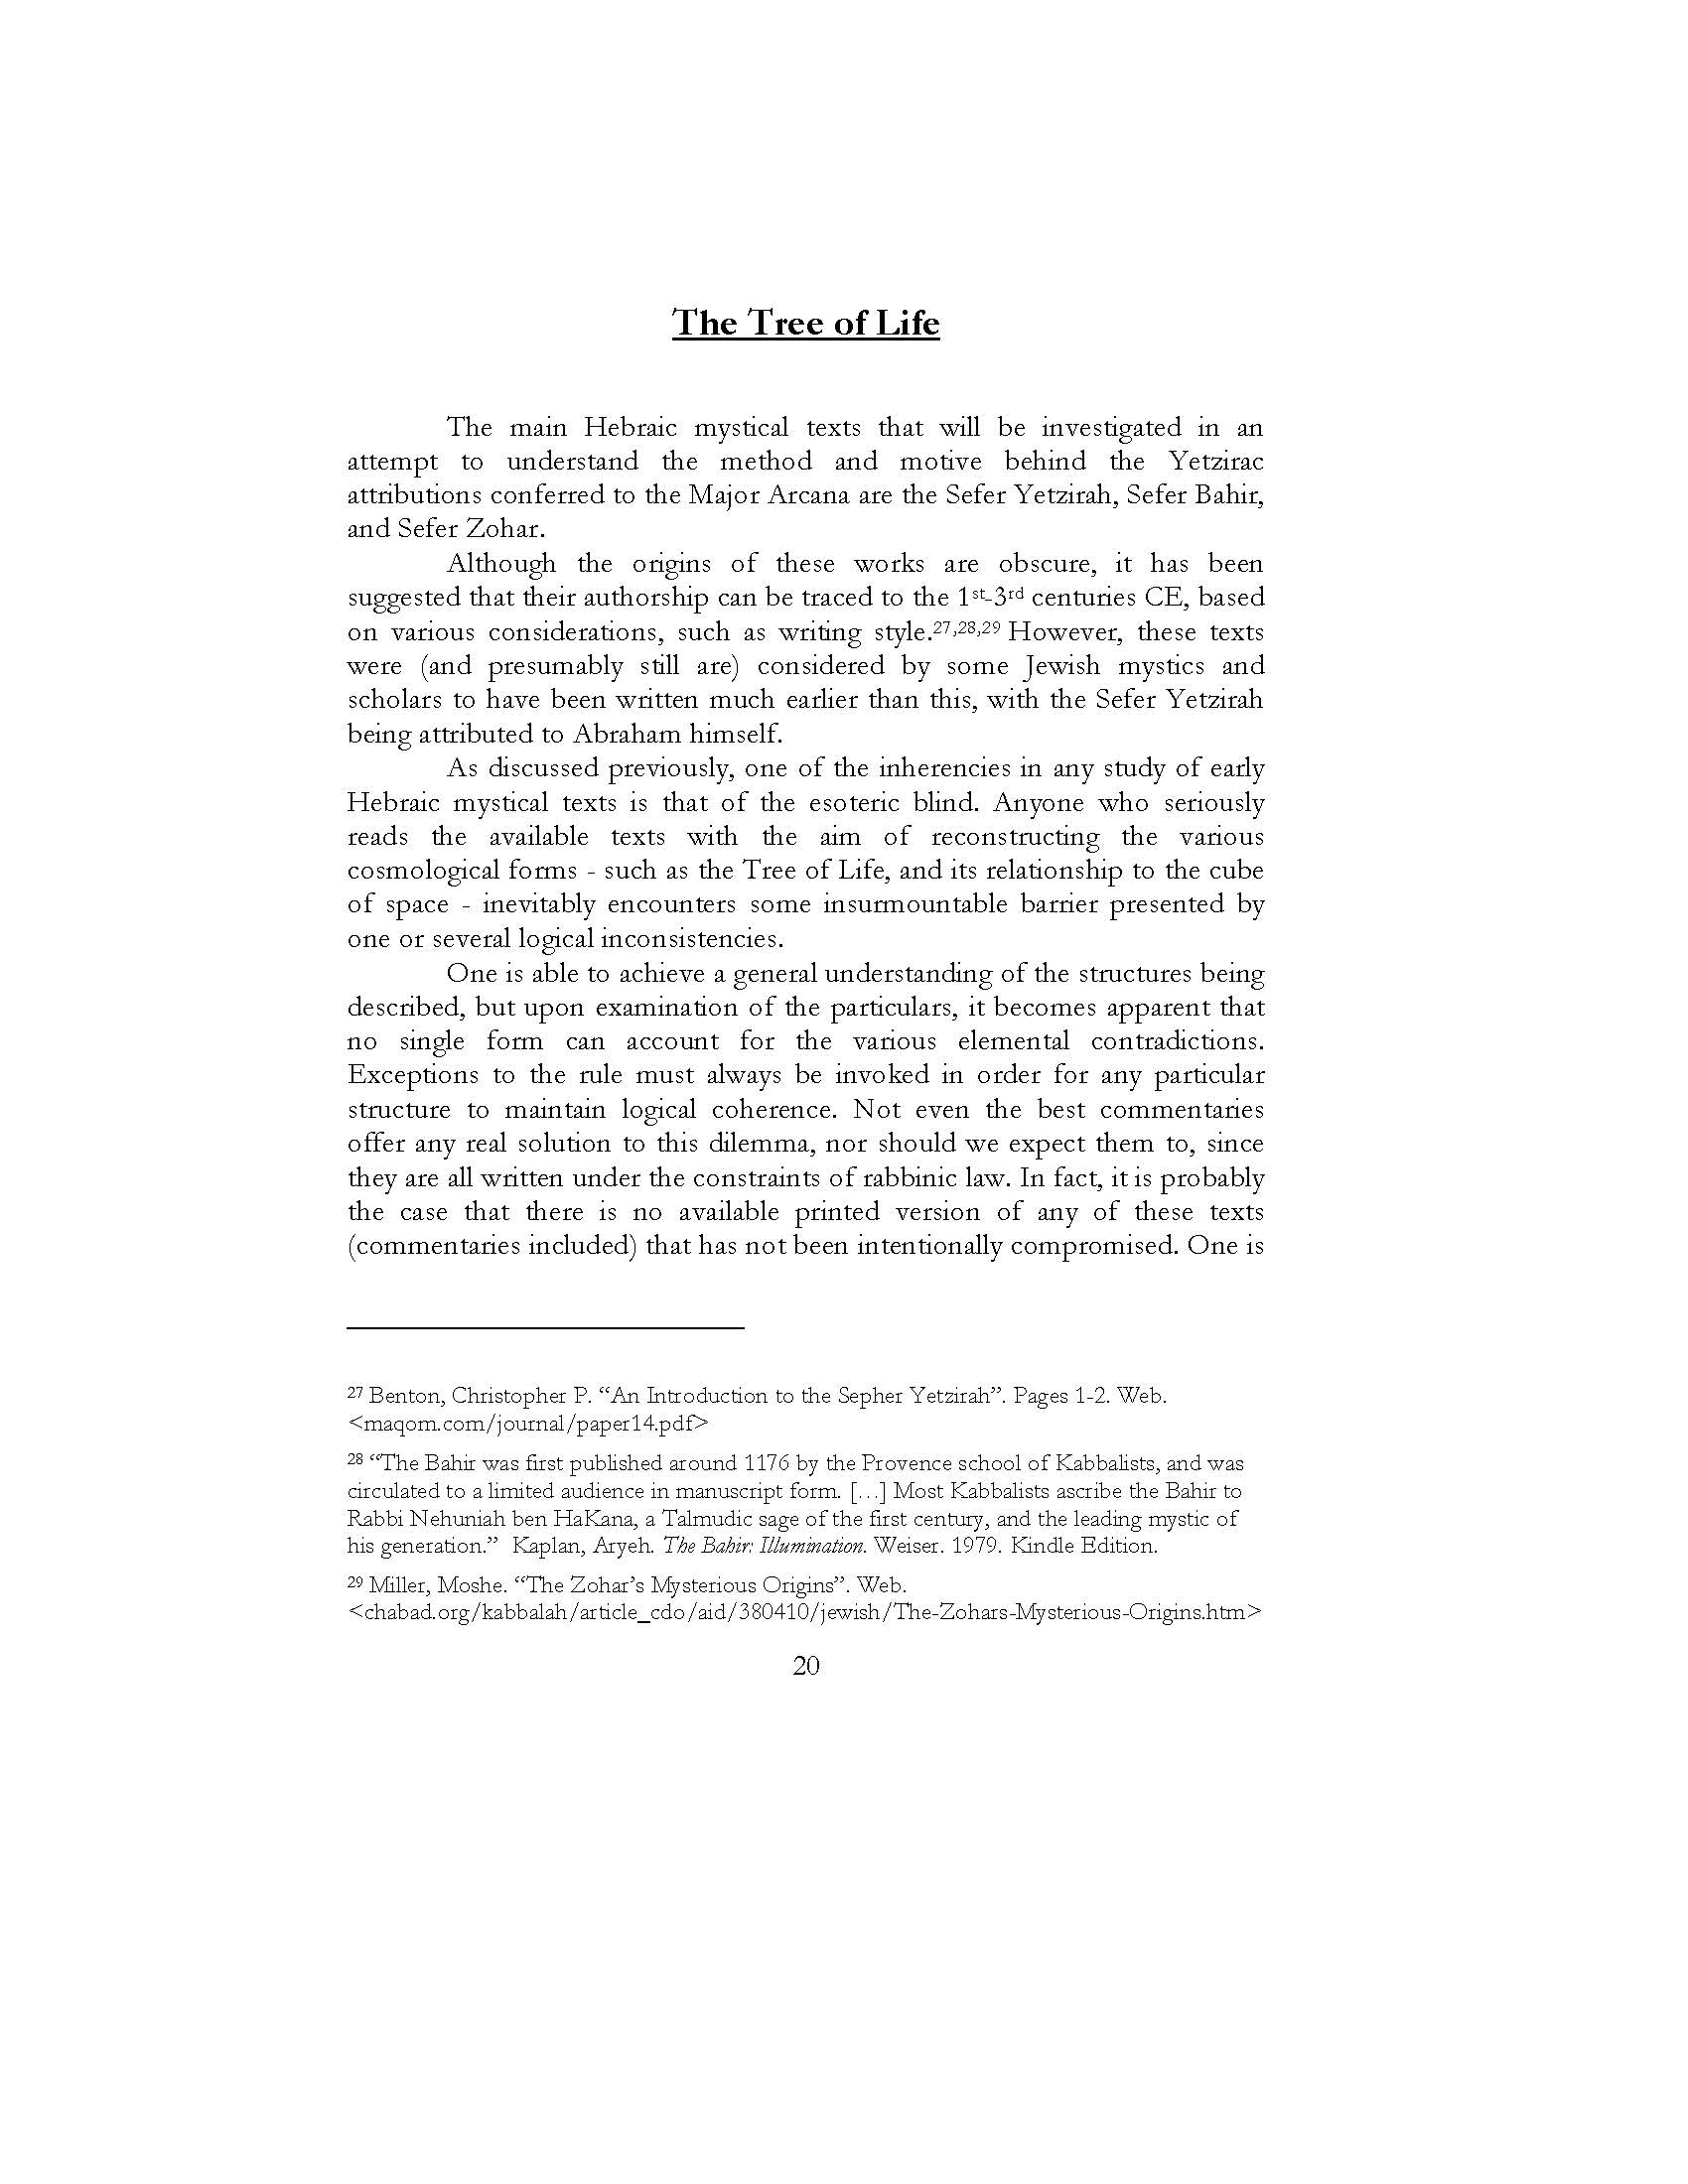 The Tree of Life
The main Hebraic mystical texts that will be investigated in an
attempt to understand the method and motive behind the Yetzirac
attributions conferred to the Major Arcana are the Sefer Yetzirah, Sefer Bahir,
and Sefer Zohar.
Although the origins of these works are obscure, it has been
suggested that their authorship can be traced to the 1st-3rd centuries CE, based
on various considerations, such as writing style.27,28,29 However, these texts
were (and presumably still are) considered by some Jewish mystics and
scholars to have been written much earlier than this, with the Sefer Yetzirah
being attributed to Abraham himself.
As discussed previously, one of the inherencies in any study of early
Hebraic mystical texts is that of the esoteric blind. Anyone who seriously
reads the available texts with the aim of reconstructing the various
cosmological forms - such as the Tree of Life, and its relationship to the cube
of space - inevitably encounters some insurmountable barrier presented by
one or several logical inconsistencies.
One is able to achieve a general understanding of the structures being
described, but upon examination of the particulars, it becomes apparent that
no single form can account for the various elemental contradictions.
Exceptions to the rule must always be invoked in order for any particular
structure to maintain logical coherence. Not even the best commentaries
offer any real solution to this dilemma, nor should we expect them to, since
they are all written under the constraints of rabbinic law. In fact, it is probably
the case that there is no available printed version of any of these texts
(commentaries included) that has not been intentionally compromised. One is
27 Benton, Christopher P. “An Introduction to the Sepher Yetzirah”. Pages 1-2. Web.
<maqom.com/journal/paper14.pdf>
28 “The Bahir was first published around 1176 by the Provence school of Kabbalists, and was
circulated to a limited audience in manuscript form. […] Most Kabbalists ascribe the Bahir to
Rabbi Nehuniah ben HaKana, a Talmudic sage of the first century, and the leading mystic of
his generation.” Kaplan, Aryeh. The Bahir: Illumination. Weiser. 1979. Kindle Edition.
29 Miller, Moshe. “The Zohar’s Mysterious Origins”. Web.
<chabad.org/kabbalah/article_cdo/aid/380410/jewish/The-Zohars-Mysterious-Origins.htm>
20